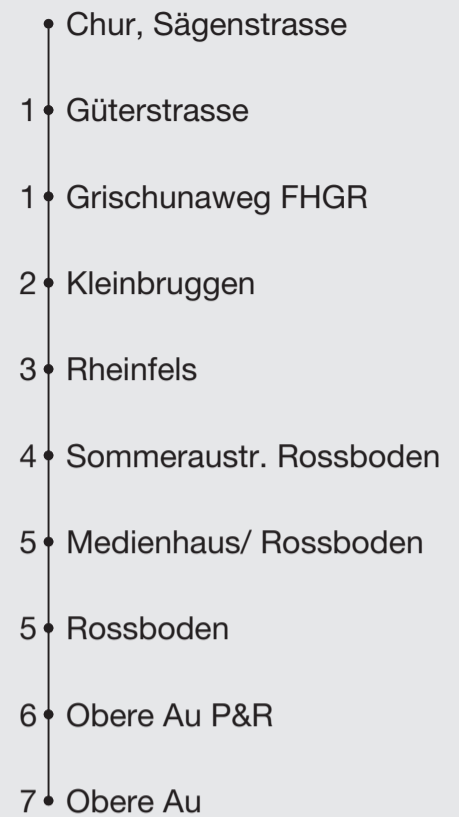 Chur, Sägenstrasse
1 Güterstrasse
1 Grischunaweg FHGR
2 Kleinbruggen
3 Rheinfels
4 Sommeraustr. Rossboden
5 Medienhaus/ Rossboden
5 Rossboden
6 Obere Au P&R
7 Obere Au